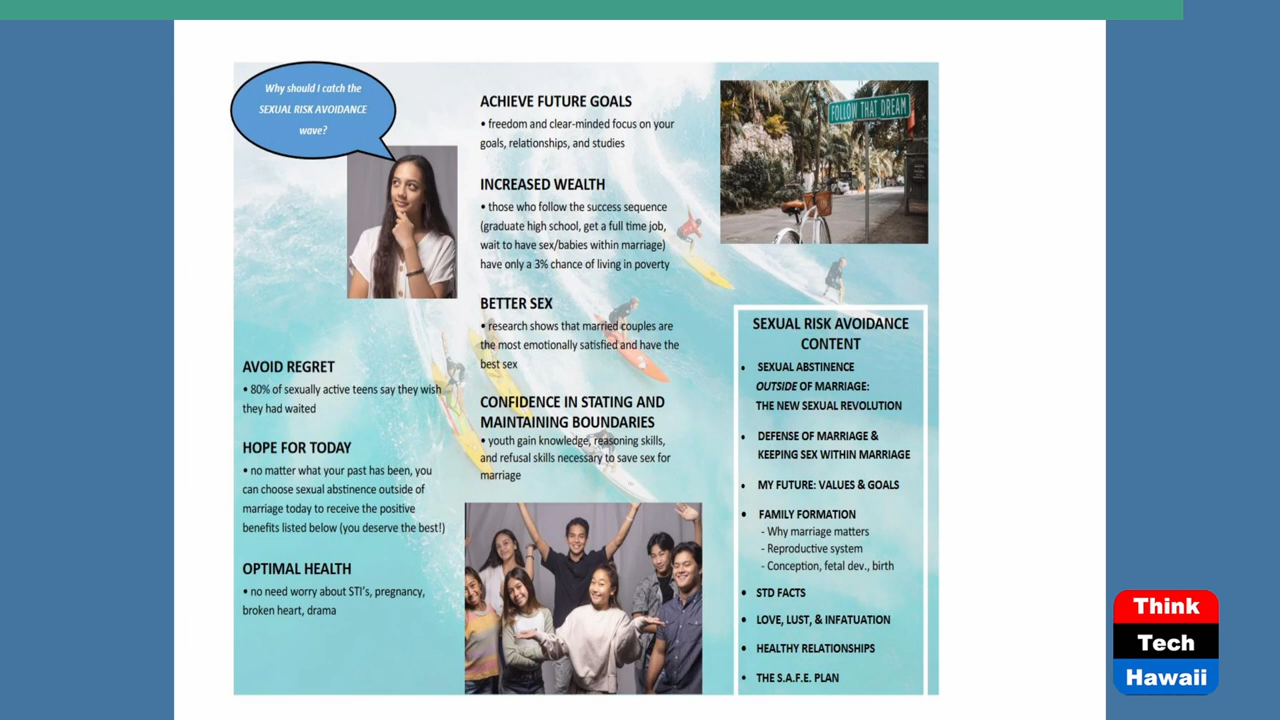 Why should I catch the
SEXUAL RISK AVOIDANCE
wave?
AVOID REGRET
• 80% of sexually active teens say they wish
they had waited
HOPE FOR TODAY
• no matter what your past has been, you
can choose sexual abstinence outside of
marriage today to receive the positive
benefits listed below (you deserve the best!)
OPTIMAL HEALTH
• no need worry about STI's, pregnancy,
broken heart, drama
ACHIEVE FUTURE GOALS
• freedom and clear-minded focus on your
goals, relationships, and studies
INCREASED WEALTH
• those who follow the success sequence
(graduate high school, get a full time job,
wait to have sex/babies within marriage)
have only a 3% chance of living in poverty
BETTER SEX
• research shows that married couples are
the most emotionally satisfied and have the
best sex
CONFIDENCE IN STATING AND
MAINTAINING BOUNDARIES
• youth gain knowledge, reasoning skills,
and refusal skills necessary to save sex for
marriage
FOLLOW THAT DREAM
SEXUAL RISK AVOIDANCE
CONTENT
• SEXUAL ABSTINENCE
OUTSIDE OF MARRIAGE:
THE NEW SEXUAL REVOLUTION
• DEFENSE OF MARRIAGE &
KEEPING SEX WITHIN MARRIAGE
• MY FUTURE: VALUES & GOALS
• FAMILY FORMATION
- Why marriage matters
- Reproductive system
- Conception, fetal dev., birth
• STD FACTS
• LOVE, LUST, & INFATUATION
• HEALTHY RELATIONSHIPS
• THE S.A.F.E. PLAN
Think
Tech
Hawaii